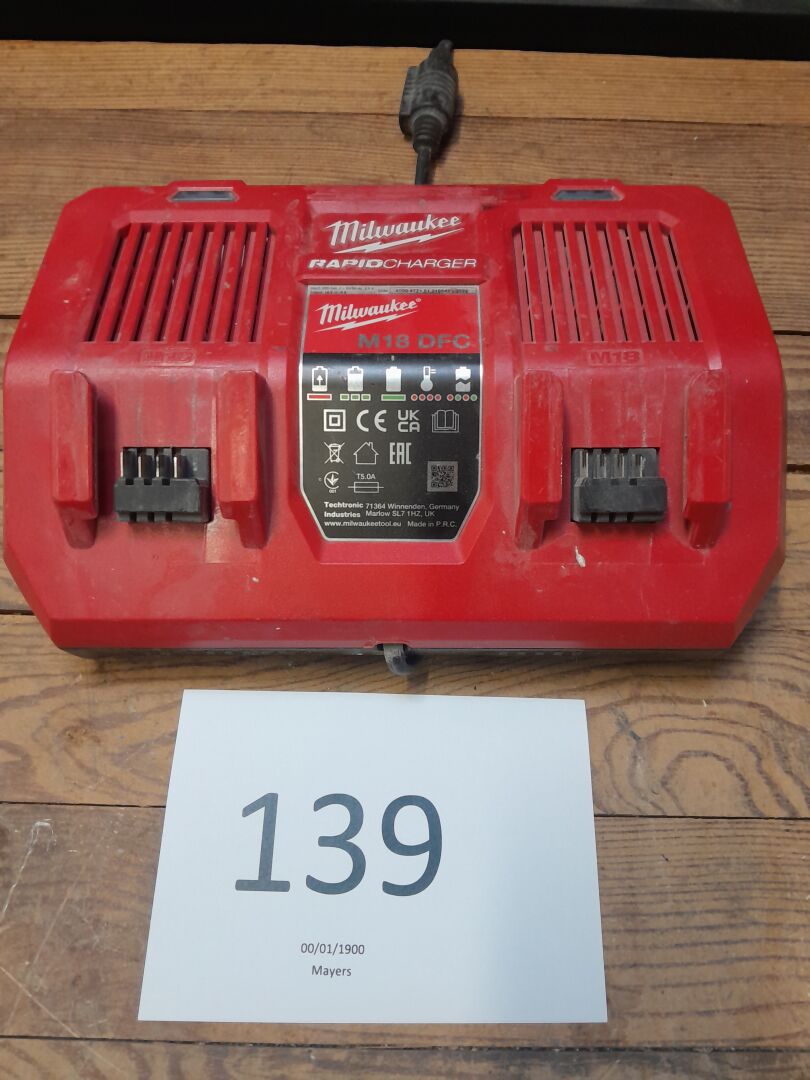 Milwaukee
RAPIDCHARGER
Milwaukee®
M18 DFC
M18
M18
CE
UK
CA
EAC
T5.0A
Techtronic 71364 Winnenden, Germany
Industries Marlow SL7 1HZ, UK
www.milwaukeetool.eu Made in P.R.C.
139
00/01/1900
Mayers